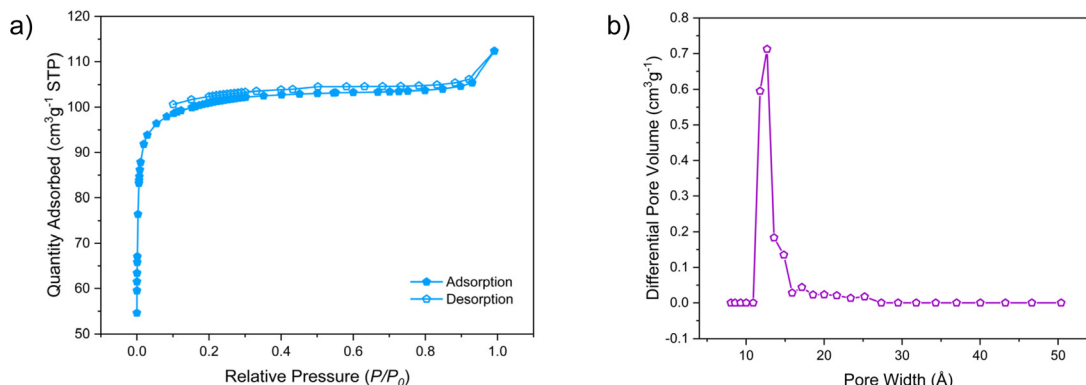 a)
120
110
100
90
80
70
60
50
0.0 0.2 0.4 0.6 0.8 1.0
Quantity Adsorbed (cm³g⁻¹ STP)
Relative Pressure (P/P₀)
Adsorption
Desorption
b)
0.8
0.7
0.6
0.5
0.4
0.3
0.2
0.1
0.0
-0.1
10 20 30 40 50
Differential Pore Volume (cm³g⁻¹)
Pore Width (Å)